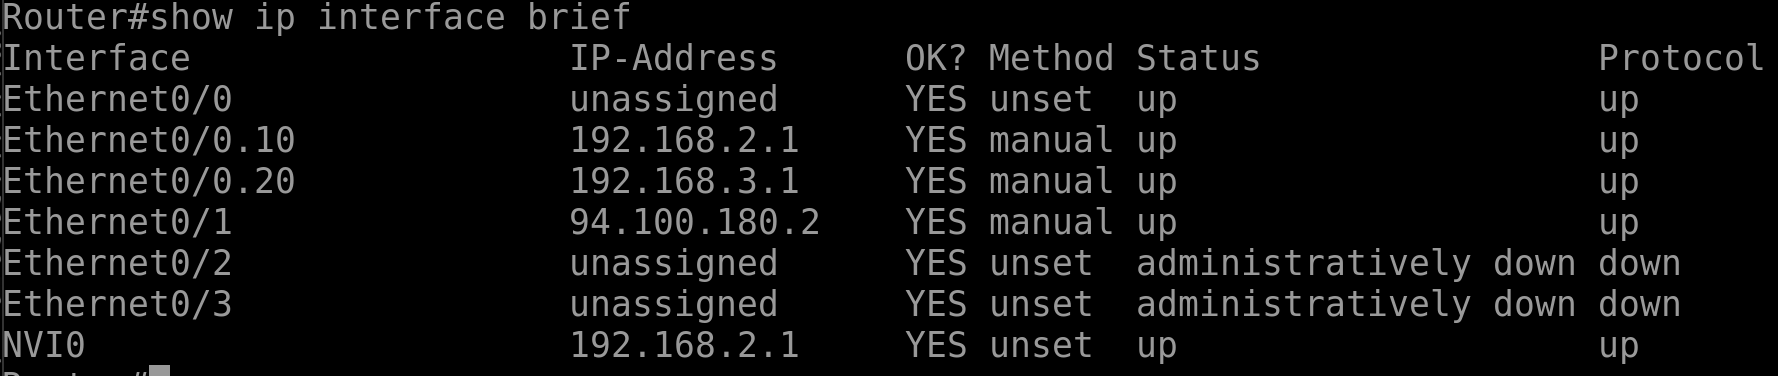 Router#show ip interface brief
Interface                  IP-Address      OK? Method Status                Protocol
Ethernet0/0                unassigned      YES unset  up                    up
Ethernet0/0.10             192.168.2.1     YES manual up                    up
Ethernet0/0.20             192.168.3.1     YES manual up                    up
Ethernet0/1                94.100.180.2    YES manual up                    up
Ethernet0/2                unassigned      YES unset  administratively down down
Ethernet0/3                unassigned      YES unset  administratively down down
NVI0                       192.168.2.1     YES unset  up                    up
Router#